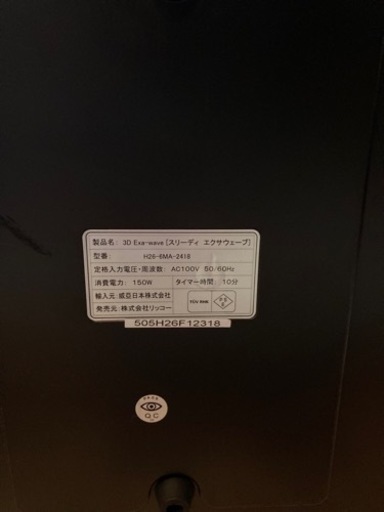 製品名: 3D Exa-wave [スリーディ エクサウェーブ]
型番: H26-6MA-2418
定格入力電圧・周波数: AC100V 50/60Hz
消費電力: 150W タイマー時間 10分
輸入元: 威亞日本株式会社
発売元: 株式会社リッコー
PS
E
505H26F12318
QC